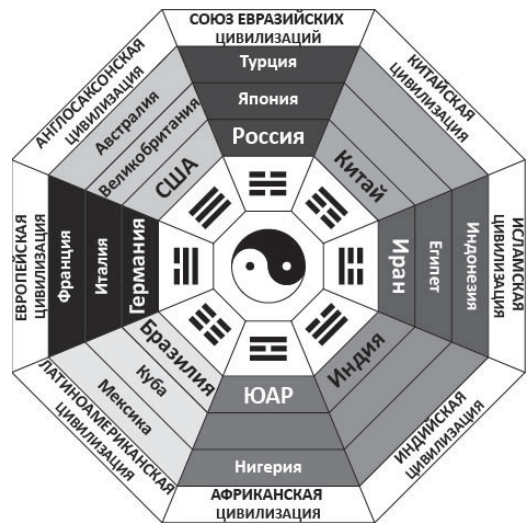 СОЮЗ ЕВРАЗИЙСКИХ
ЦИВИЛИЗАЦИЙ
Турция
Япония
Россия
КИТАЙСКАЯ
ЦИВИЛИЗАЦИЯ
Китай
ИСЛАМСКАЯ
ЦИВИЛИЗАЦИЯ
Индонезия
Египет
Иран
ИНДИЙСКАЯ
ЦИВИЛИЗАЦИЯ
Индия
ЮАР
Нигерия
АФРИКАНСКАЯ
ЦИВИЛИЗАЦИЯ
Бразилия
Куба
Мексика
ЛАТИНОАМЕРИКАНСКАЯ
ЦИВИЛИЗАЦИЯ
ЕВРОПЕЙСКАЯ
ЦИВИЛИЗАЦИЯ
Франция
Италия
Германия
АНГЛОСАКСОНСКАЯ
ЦИВИЛИЗАЦИЯ
Австралия
Великобритания
США